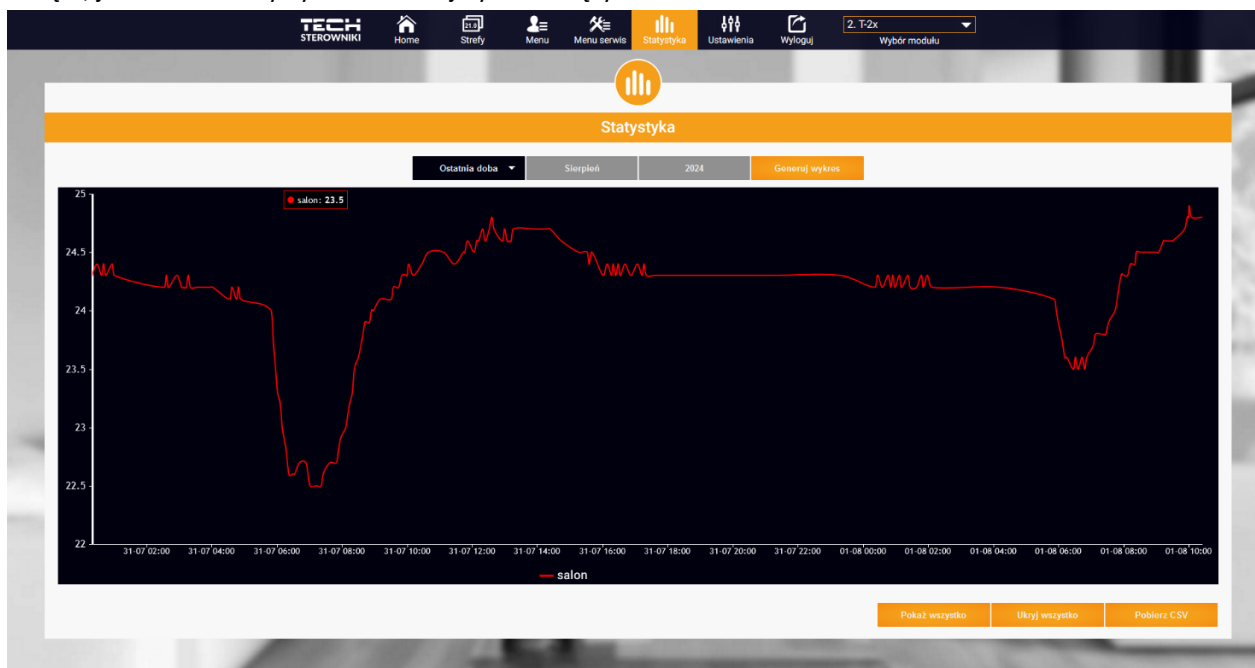 TECH
STEROWNIKI
Home
21.0
Strefy
Menu
Menu serwis
Statystyka
Ustawienia
Wyloguj
2. T-2x
Wybór modułu
Statystyka
Ostatnia doba
Sierpień
2024
Generuj wykres
salon: 23.5
25
24.5
24
23.5
23
22.5
22
31-07 02:00 31-07 04:00 31-07 06:00 31-07 08:00 31-07 10:00 31-07 12:00 31-07 14:00 31-07 16:00 31-07 18:00 31-07 20:00 31-07 22:00 01-08 00:00 01-08 02:00 01-08 04:00 01-08 06:00 01-08 08:00 01-08 10:00
salon
Pokaż wszystko
Ukryj wszystko
Pobierz CSV